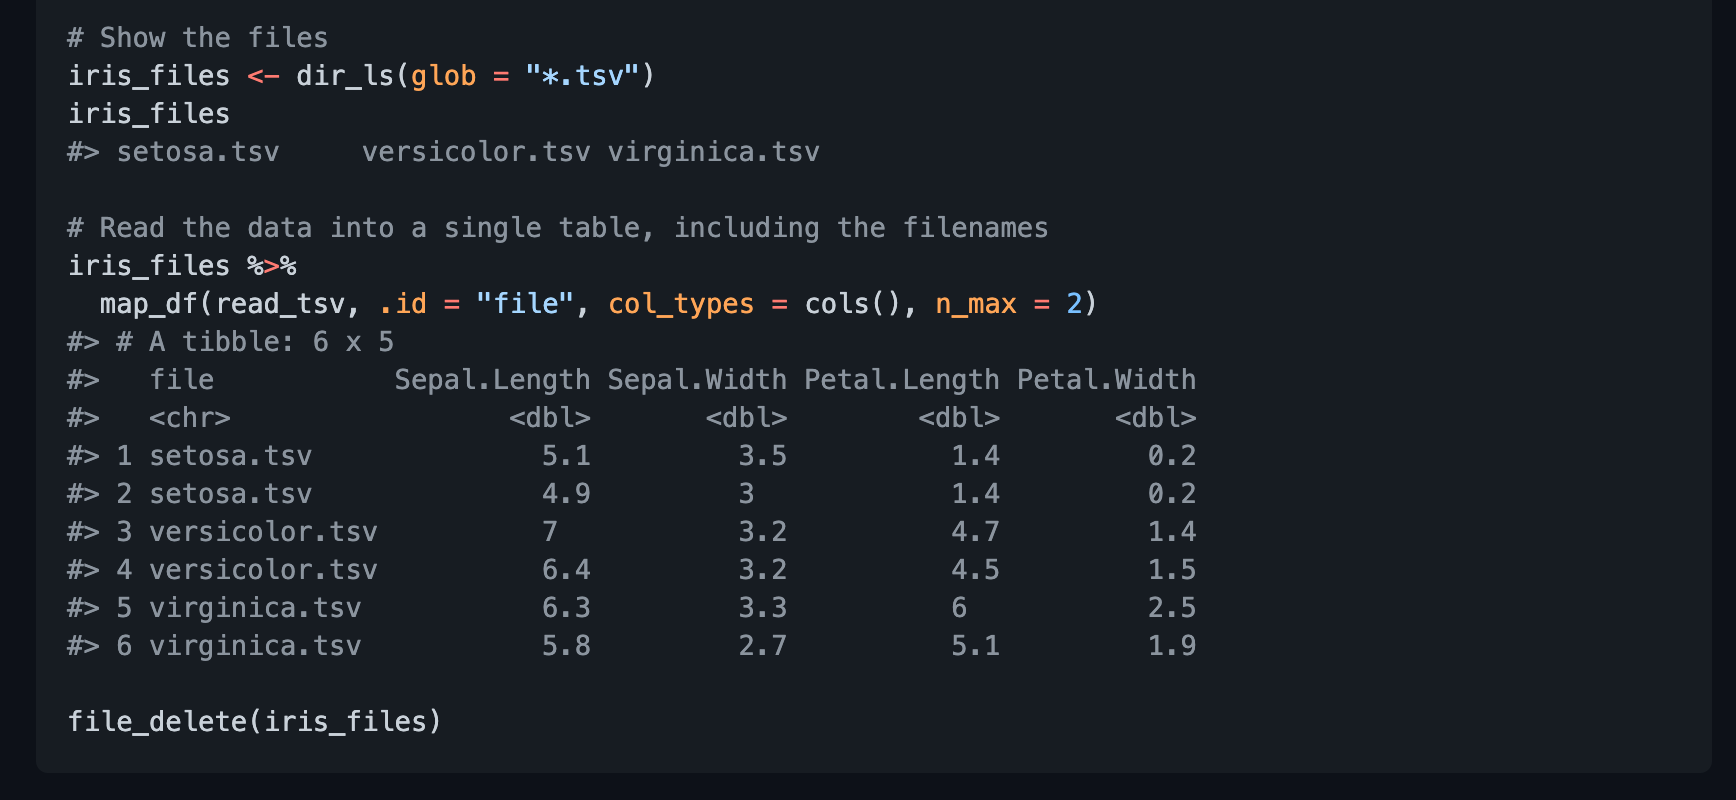 # Show the files
iris_files <- dir_ls(glob = "*.tsv")
iris_files
#> setosa.tsv     versicolor.tsv virginica.tsv
# Read the data into a single table, including the filenames
iris_files %>%
  map_df(read_tsv, .id = "file", col_types = cols(), n_max = 2)
#> # A tibble: 6 x 5
#>   file           Sepal.Length Sepal.Width Petal.Length Petal.Width
#>   <chr>                 <dbl>       <dbl>        <dbl>       <dbl>
#> 1 setosa.tsv              5.1         3.5          1.4         0.2
#> 2 setosa.tsv              4.9         3            1.4         0.2
#> 3 versicolor.tsv          7           3.2          4.7         1.4
#> 4 versicolor.tsv          6.4         3.2          4.5         1.5
#> 5 virginica.tsv           6.3         3.3          6           2.5
#> 6 virginica.tsv           5.8         2.7          5.1         1.9
file_delete(iris_files)